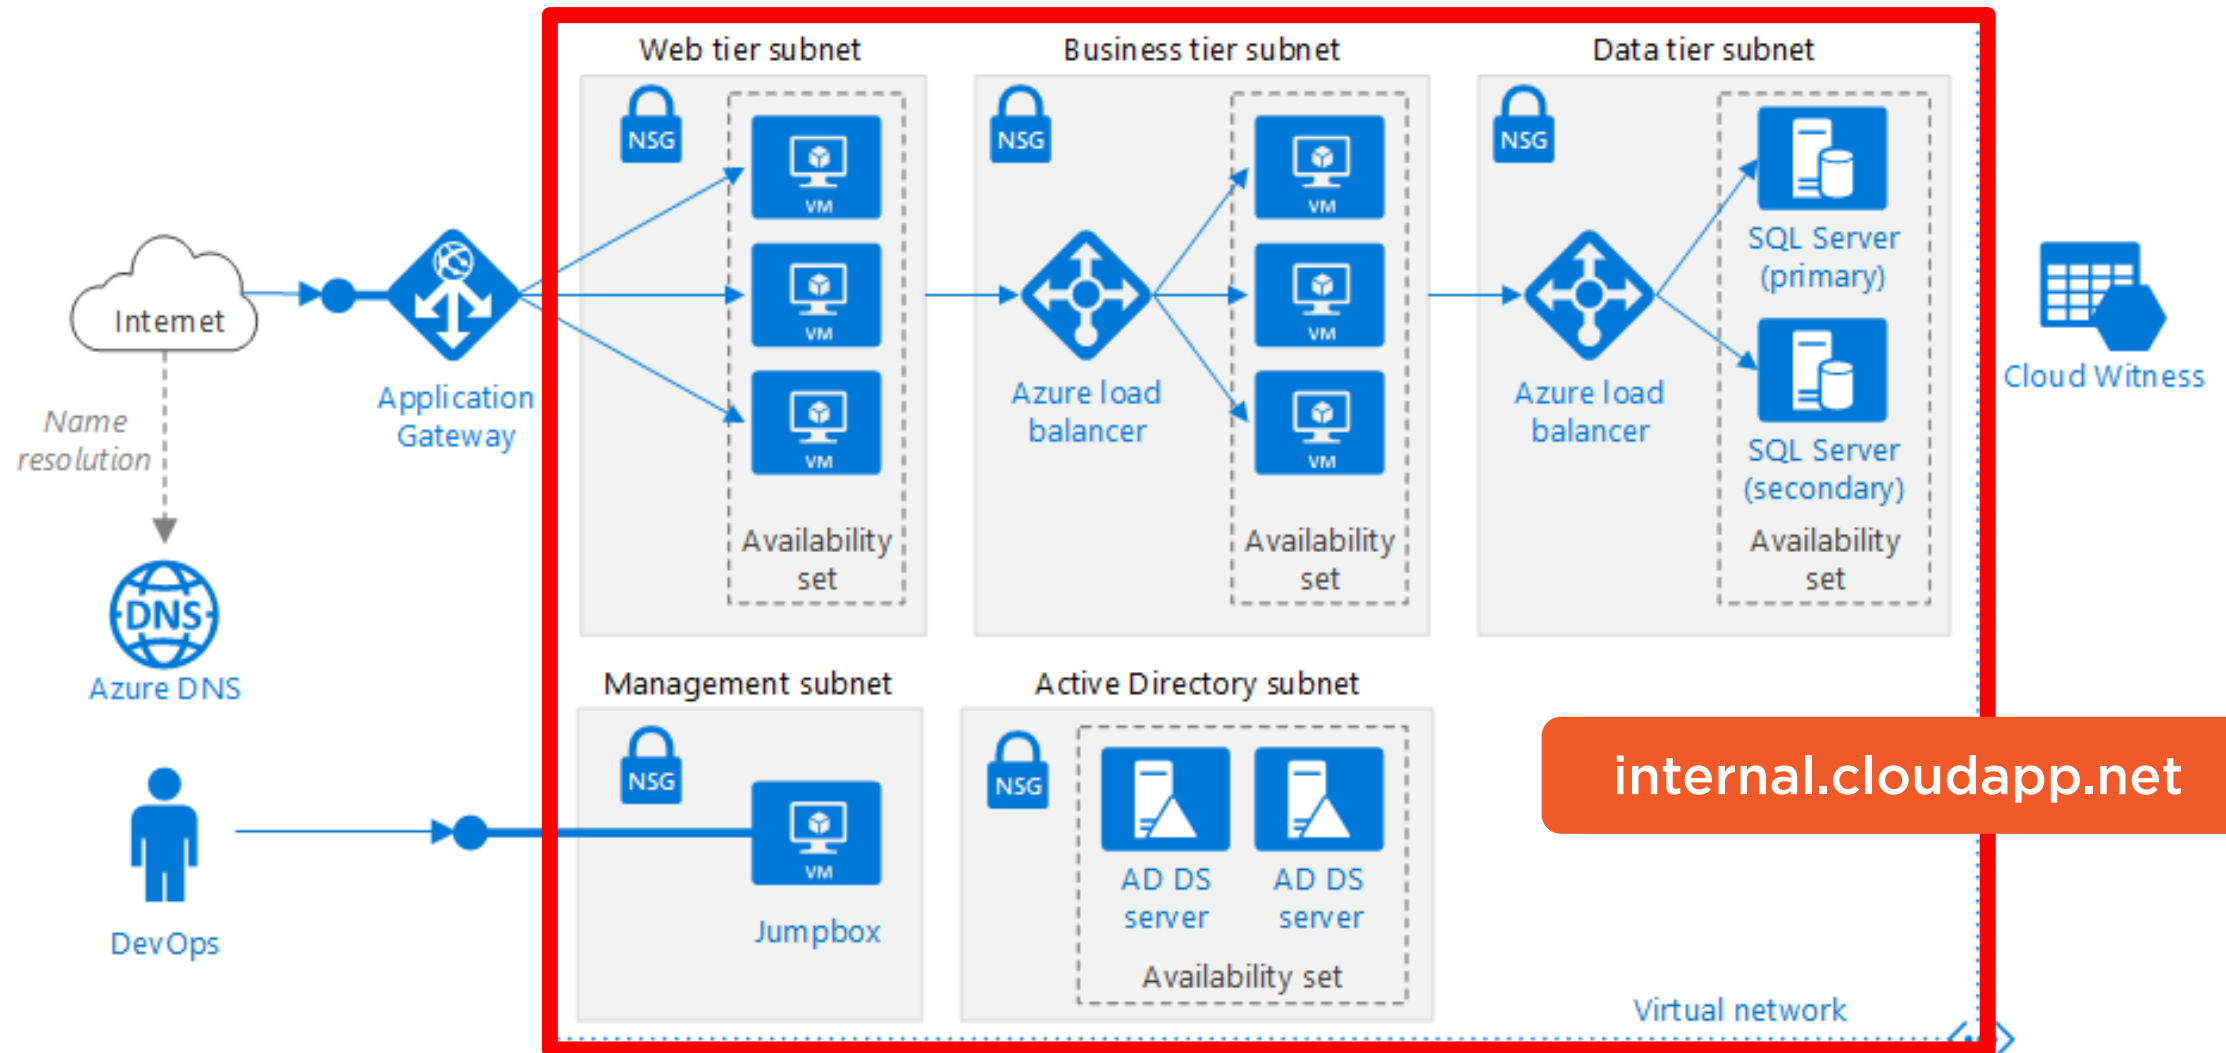 Web tier subnet
Business tier subnet
Data tier subnet
NSG
VM
VM
VM
Availability
set
NSG
Azure load
balancer
VM
VM
VM
Availability
set
NSG
Azure load
balancer
SQL Server
(primary)
SQL Server
(secondary)
Availability
set
Cloud Witness
Internet
Application
Gateway
Name
resolution
DNS
Azure DNS
DevOps
Management subnet
NSG
VM
Jumpbox
Active Directory subnet
NSG
AD DS
server
AD DS
server
Availability set
internal.cloudapp.net
Virtual network